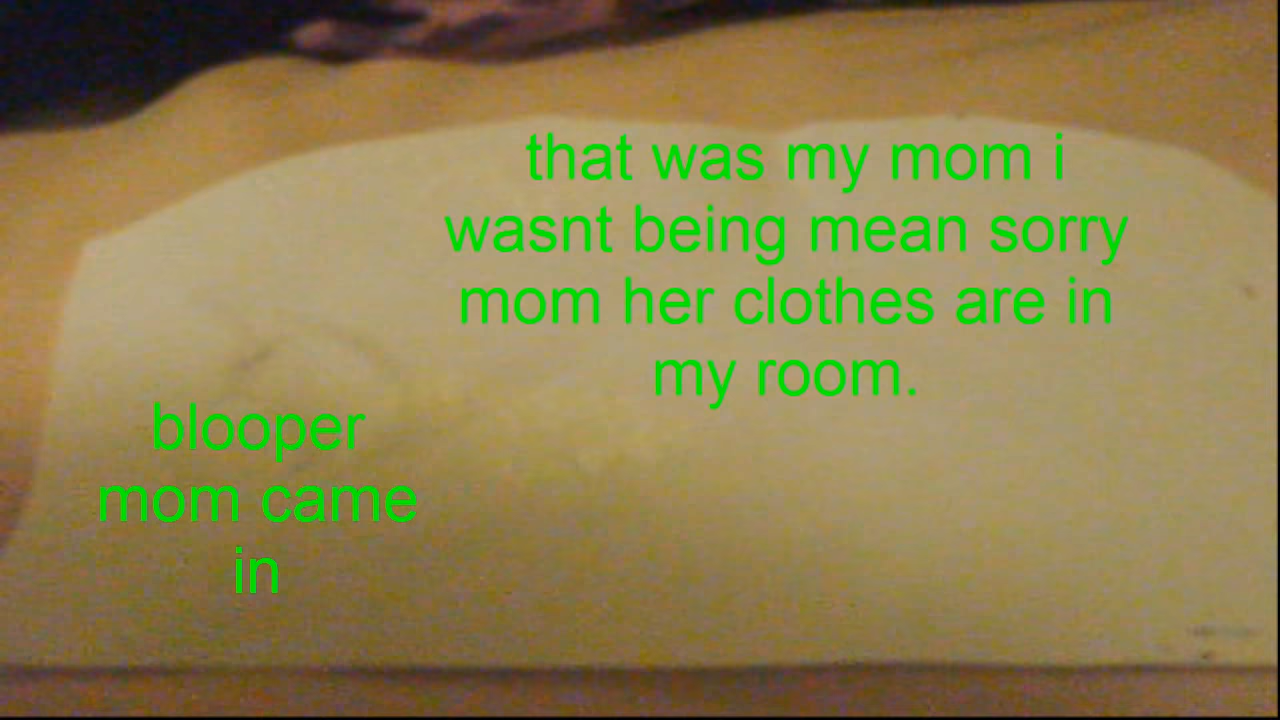 that was my mom i
wasnt being mean sorry
mom her clothes are in
my room.
blooper
mom came
in